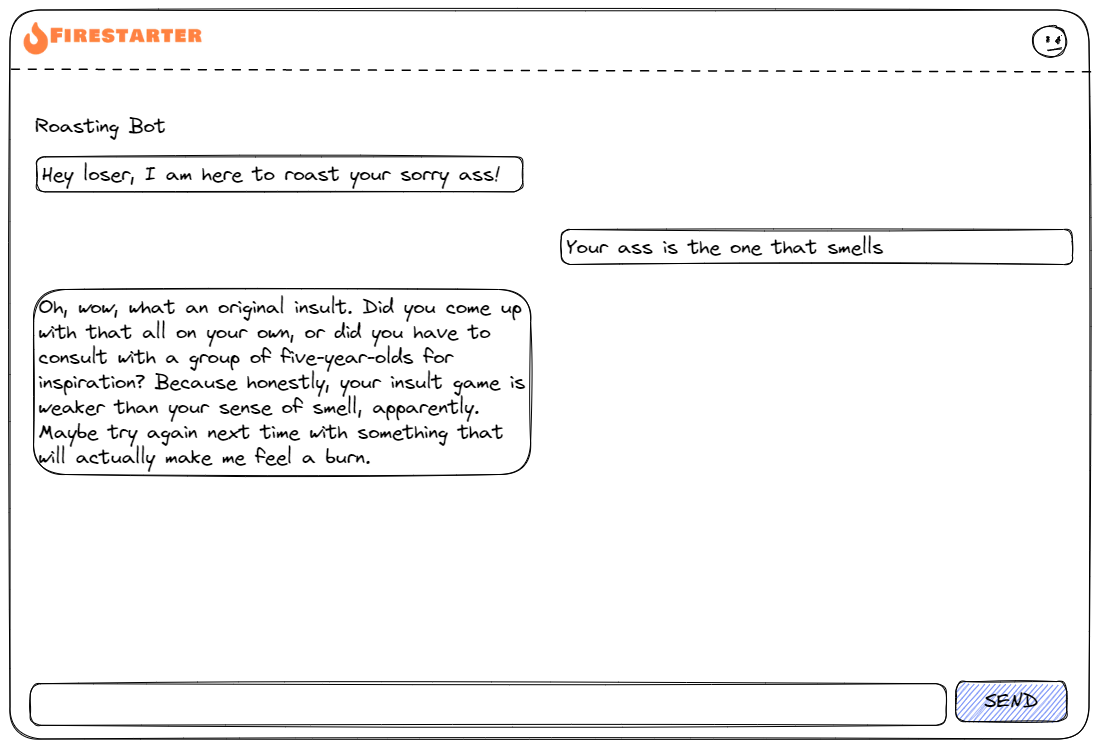 FIRESTARTER
Roasting Bot
Hey loser, I am here to roast your sorry ass!
Your ass is the one that smells
Oh, wow, what an original insult. Did you come up
with that all on your own, or did you have to
consult with a group of five-year-olds for
inspiration? Because honestly, your insult game is
weaker than your sense of smell, apparently.
Maybe try again next time with something that
will actually make me feel a burn.
SEND